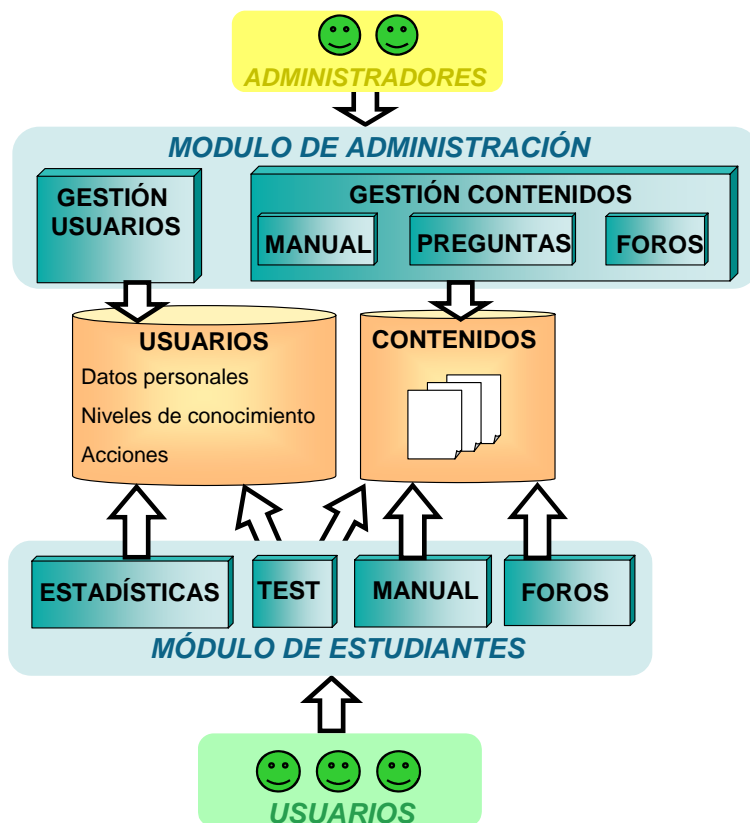 ADMINISTRADORES
MODULO DE ADMINISTRACIÓN
GESTIÓN
USUARIOS
GESTIÓN CONTENIDOS
MANUAL
PREGUNTAS
FOROS
USUARIOS
Datos personales
Niveles de conocimiento
Acciones
CONTENIDOS
ESTADÍSTICAS
TEST
MANUAL
FOROS
MÓDULO DE ESTUDIANTES
USUARIOS